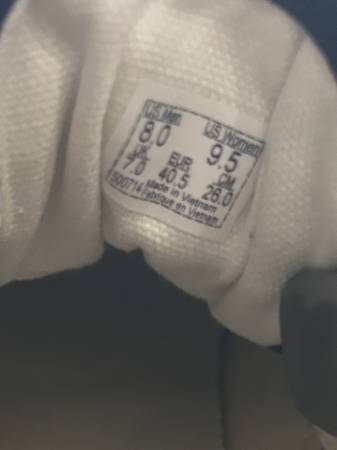 US Men US Women
8.0 9.5
UK EUR CM
7.0 40.5 26.0
500714 Made in Vietnam
Fabriqué en Vietnam